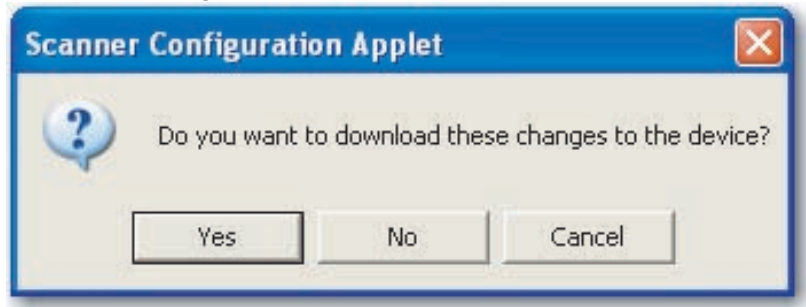 Scanner Configuration Applet
Do you want to download these changes to the device?
Yes No Cancel